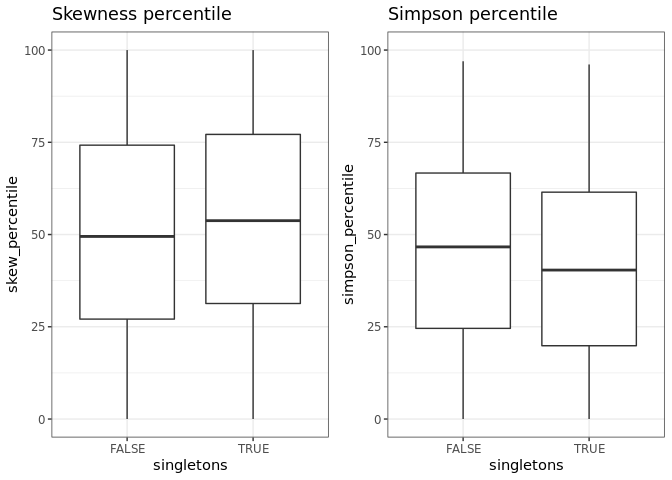 Skewness percentile
100
75
50
25
0
skew_percentile
FALSE
TRUE
singletons
Simpson percentile
100
75
50
25
0
simpson_percentile
FALSE
TRUE
singletons